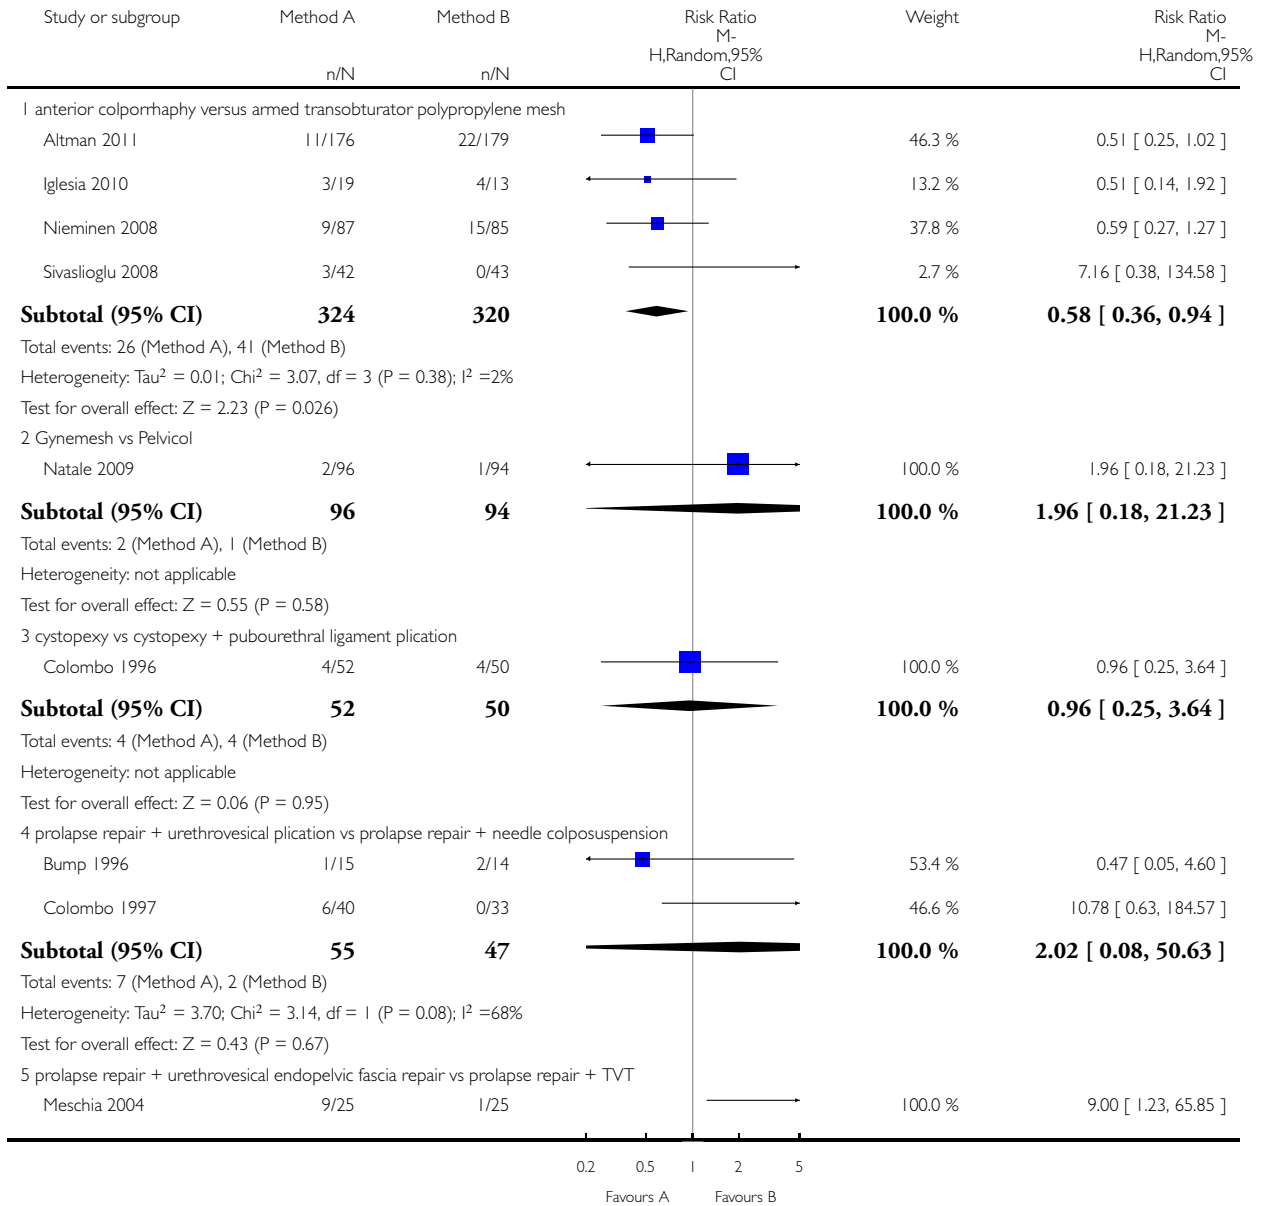 Study or subgroup Method A Method B Risk Ratio Weight Risk Ratio
M- M-
H,Random,95% H,Random,95%
n/N n/N CI CI
1 anterior colporrhaphy versus armed transobturator polypropylene mesh
Altman 2011 11/176 22/179 46.3 % 0.51 [ 0.25, 1.02 ]
Iglesia 2010 3/19 4/13 13.2 % 0.51 [ 0.14, 1.92 ]
Nieminen 2008 9/87 15/85 37.8 % 0.59 [ 0.27, 1.27 ]
Sivaslioglu 2008 3/42 0/43 2.7 % 7.16 [ 0.38, 134.58 ]
Subtotal (95% CI) 324 320 100.0 % 0.58 [ 0.36, 0.94 ]
Total events: 26 (Method A), 41 (Method B)
Heterogeneity: Tau² = 0.01; Chi² = 3.07, df = 3 (P = 0.38); I² =2%
Test for overall effect: Z = 2.23 (P = 0.026)
2 Gynemesh vs Pelvicol
Natale 2009 2/96 1/94 100.0 % 1.96 [ 0.18, 21.23 ]
Subtotal (95% CI) 96 94 100.0 % 1.96 [ 0.18, 21.23 ]
Total events: 2 (Method A), 1 (Method B)
Heterogeneity: not applicable
Test for overall effect: Z = 0.55 (P = 0.58)
3 cystopexy vs cystopexy + pubourethral ligament plication
Colombo 1996 4/52 4/50 100.0 % 0.96 [ 0.25, 3.64 ]
Subtotal (95% CI) 52 50 100.0 % 0.96 [ 0.25, 3.64 ]
Total events: 4 (Method A), 4 (Method B)
Heterogeneity: not applicable
Test for overall effect: Z = 0.06 (P = 0.95)
4 prolapse repair + urethrovesical plication vs prolapse repair + needle colposuspension
Bump 1996 1/15 2/14 53.4 % 0.47 [ 0.05, 4.60 ]
Colombo 1997 6/40 0/33 46.6 % 10.78 [ 0.63, 184.57 ]
Subtotal (95% CI) 55 47 100.0 % 2.02 [ 0.08, 50.63 ]
Total events: 7 (Method A), 2 (Method B)
Heterogeneity: Tau² = 3.70; Chi² = 3.14, df = 1 (P = 0.08); I² =68%
Test for overall effect: Z = 0.43 (P = 0.67)
5 prolapse repair + urethrovesical endopelvic fascia repair vs prolapse repair + TVT
Meschia 2004 9/25 1/25 100.0 % 9.00 [ 1.23, 65.85 ]
0.2 0.5 1 2 5
Favours A Favours B